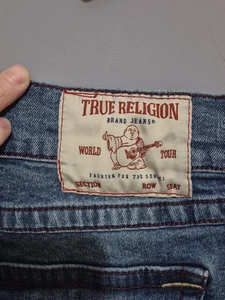 TRUE RELIGION
BRAND JEANS®
WORLD TOUR
FASHION FOR THE SENSES
SECTION ROW SEAT